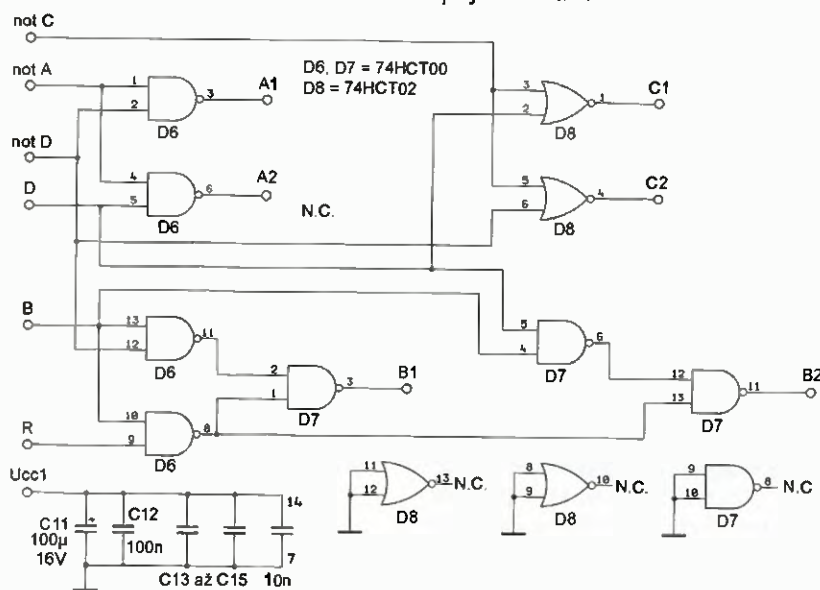 not C
not A
1
2
3
D6
A1
D6, D7 = 74HCT00
D8 = 74HCT02
3
2
1
D8
C1
not D
D
4
5
6
D6
A2
N.C.
5
6
4
D8
C2
B
13
12
11
D6
2
1
3
D7
B1
5
4
6
D7
12
13
11
D7
B2
R
10
9
8
D6
Ucc1
C11
100µ
16V
+
C12
100n
C13 až C15
14
7
10n
11
12
13
N.C.
D8
8
9
10
N.C.
D8
9
10
8
N.C
D7